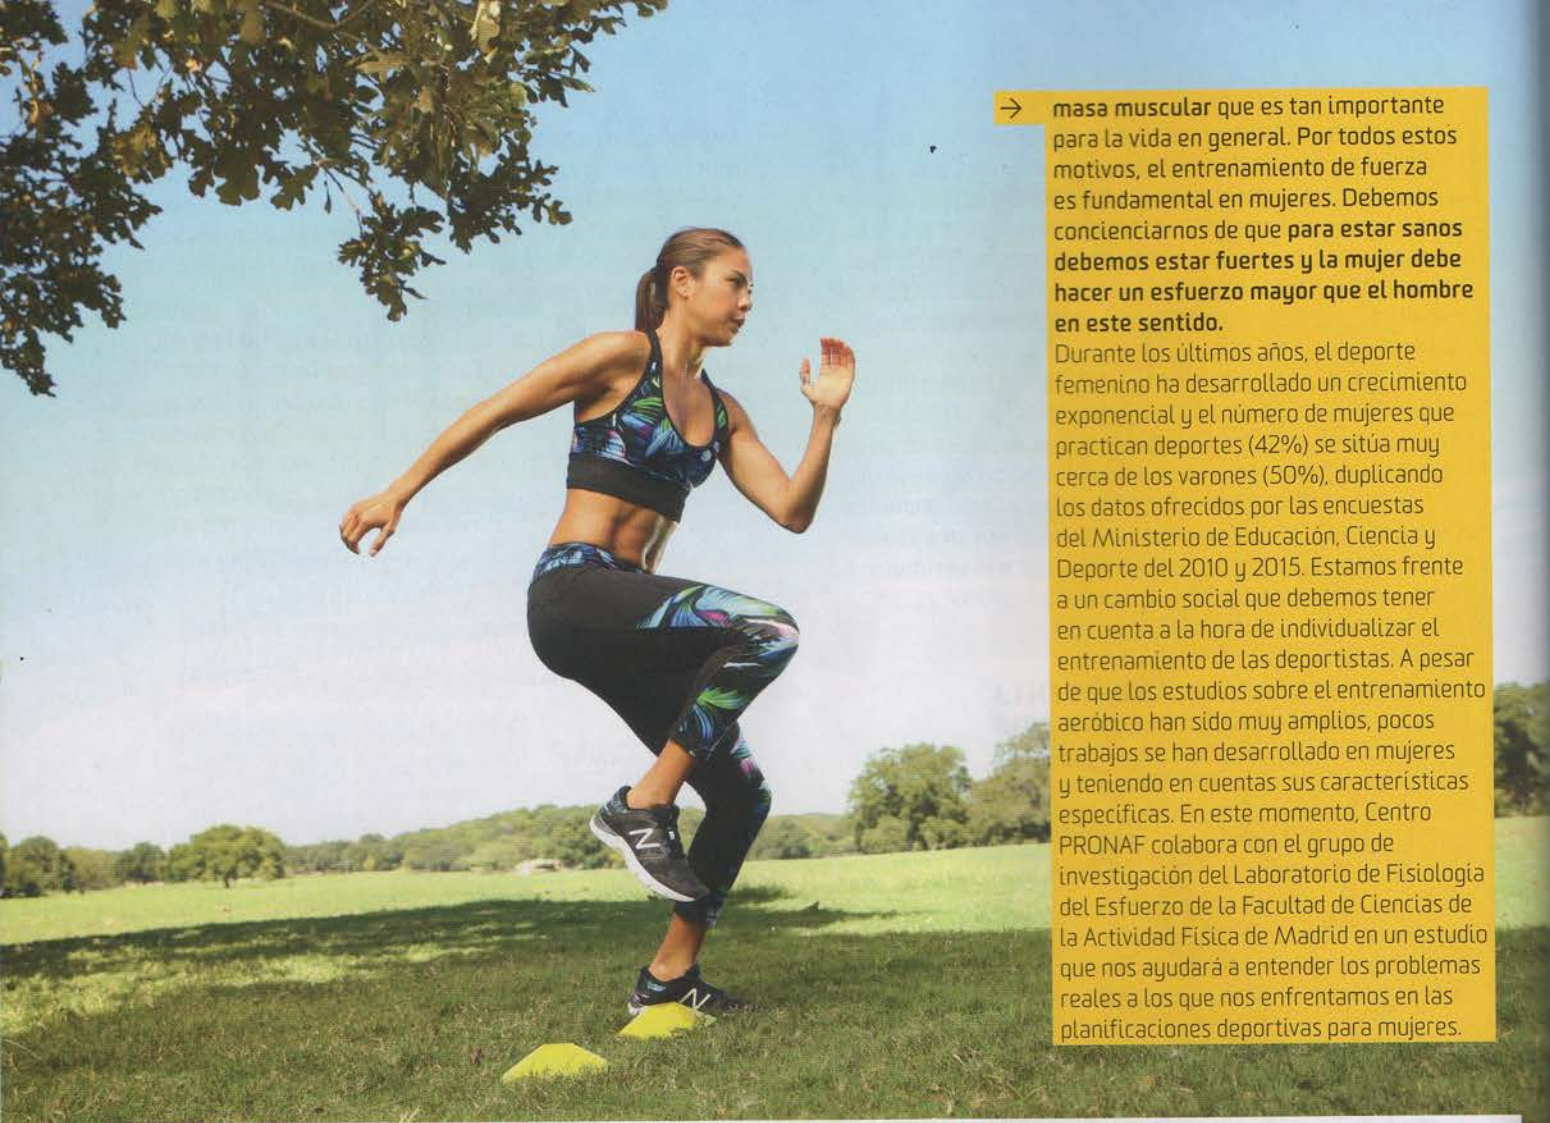 → masa muscular que es tan importante
para la vida en general. Por todos estos
motivos, el entrenamiento de fuerza
es fundamental en mujeres. Debemos
concienciarnos de que para estar sanos
debemos estar fuertes y la mujer debe
hacer un esfuerzo mayor que el hombre
en este sentido.
Durante los últimos años, el deporte
femenino ha desarrollado un crecimiento
exponencial y el número de mujeres que
practican deportes (42%) se sitúa muy
cerca de los varones (50%), duplicando
los datos ofrecidos por las encuestas
del Ministerio de Educación, Ciencia y
Deporte del 2010 y 2015. Estamos frente
a un cambio social que debemos tener
en cuenta a la hora de individualizar el
entrenamiento de las deportistas. A pesar
de que los estudios sobre el entrenamiento
aeróbico han sido muy amplios, pocos
trabajos se han desarrollado en mujeres
y teniendo en cuentas sus características
específicas. En este momento, Centro
PRONAF colabora con el grupo de
investigación del Laboratorio de Fisiología
del Esfuerzo de la Facultad de Ciencias de
la Actividad Física de Madrid en un estudio
que nos ayudará a entender los problemas
reales a los que nos enfrentamos en las
planificaciones deportivas para mujeres.
N
N